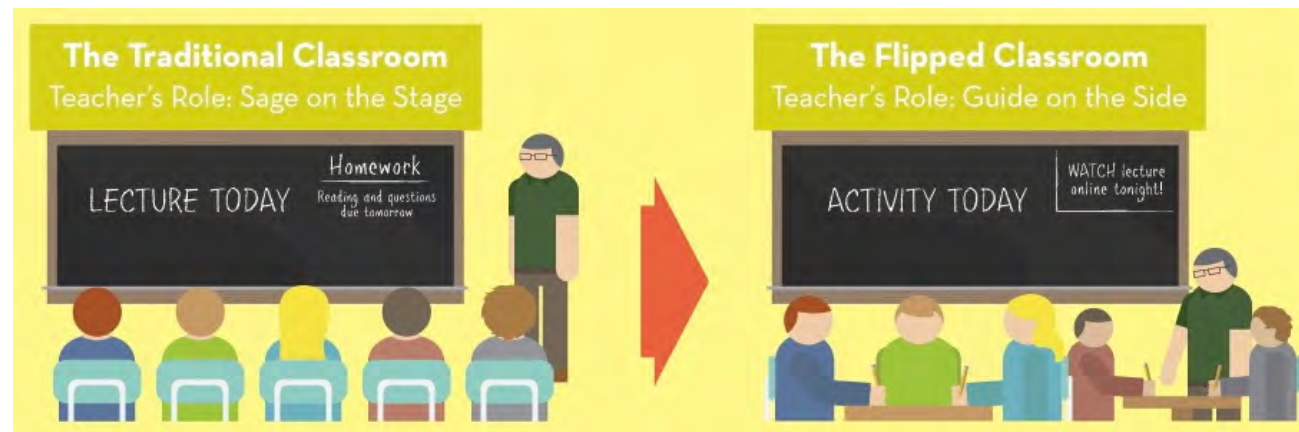 The Traditional Classroom
Teacher's Role: Sage on the Stage
LECTURE TODAY
Homework
Reading and questions
due tomorrow
The Flipped Classroom
Teacher's Role: Guide on the Side
ACTIVITY TODAY
WATCH lecture
online tonight!